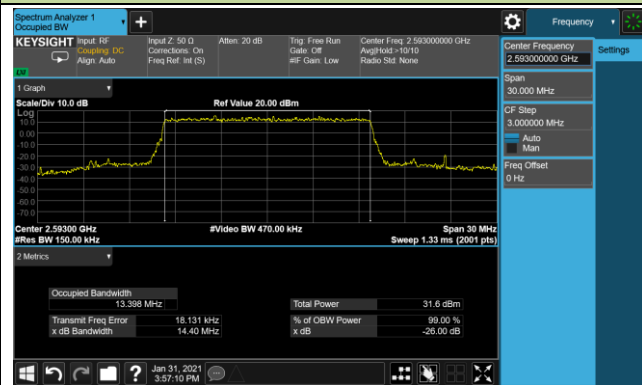 Spectrum Analyzer 1
Occupied BW
Frequency
KEYSIGHT
Input: RF
Coupling: DC
Align: Auto
Input Z: 50 Ω
Corrections: On
Freq Ref: Int (S)
Atten: 20 dB
Trig: Free Run
Gate: Off
#IF Gain: Low
Center Freq: 2.593000000 GHz
Avg|Hold:>10/10
Radio Std: None
Center Frequency
2.593000000 GHz
Settings
Span
30.000 MHz
CF Step
3.000000 MHz
Auto
Man
Freq Offset
0 Hz
1 Graph
Scale/Div 10.0 dB
Ref Value 20.00 dBm
Log
10.0
0.00
-10.0
-20.0
-30.0
-40.0
-50.0
-60.0
-70.0
Center 2.59300 GHz
#Video BW 470.00 kHz
Span 30 MHz
#Res BW 150.00 kHz
Sweep 1.33 ms (2001 pts)
2 Metrics
Occupied Bandwidth
13.398 MHz
Total Power
31.6 dBm
Transmit Freq Error
18.131 kHz
% of OBW Power
99.00 %
x dB Bandwidth
14.40 MHz
x dB
-26.00 dB
Jan 31, 2021
3:57:10 PM